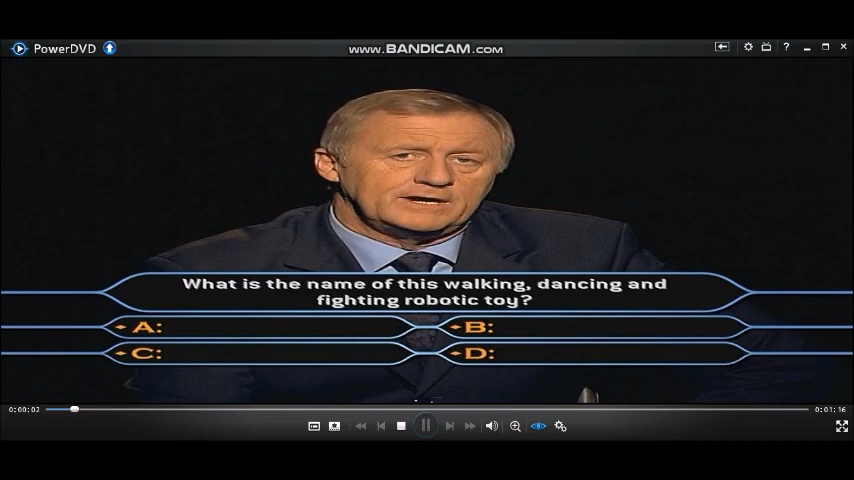 PowerDVD
www.BANDICAM.com
What is the name of this walking, dancing and
fighting robotic toy?
A:
B:
C:
D:
0:00:02
0:01:16